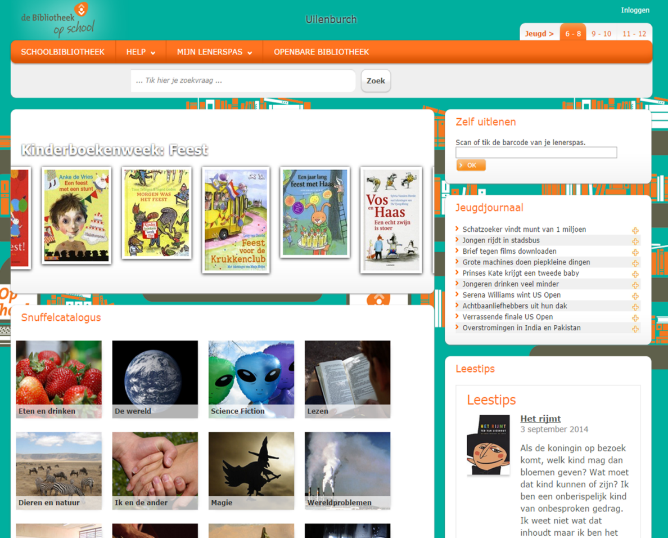 de Bibliotheek
op school
Ullenburch
Inloggen
Jeugd > 6 - 8 9 - 10 11 - 12
SCHOOLBIBLIOTHEEK HELP MIJN LENERSPAS OPENBARE BIBLIOTHEEK
... Tik hier je zoekvraag ... Zoek
Kinderboekenweek: Feest
est!
Anke de Vries
Een feest
met een staart
MORGEN WAS
HET FEEST
Feest
voor de
Krukkenclub
Een jaar lang
feest met Haas
Vos en Haas
Een echt zwijn
is stoer
Zelf uitlenen
Scan of tik de barcode van je lenerspas.
OK
Jeugdjournaal
Schatzoeker vindt munt van 1 miljoen
Jongen rijdt in stadsbus
Brief tegen films downloaden
Grote machines doen piepkleine dingen
Prinses Kate krijgt een tweede baby
Jongeren drinken veel minder
Serena Williams wint US Open
Achtbaanliefhebbers uit hun dak
Verrassende finale US Open
Overstromingen in India en Pakistan
Snuffelcatalogus
Eten en drinken
De wereld
Science Fiction
Lezen
Dieren en natuur
Ik en de ander
Magie
Wereldproblemen
Leestips
Leestips
HET RIJMT
Het rijmt
3 september 2014
Als de koningin op bezoek
komt, welk kind mag dan
bloemen geven? Wat moet
dat kind kunnen of zijn? Ik
ben een onberispelijk kind
van onbesproken gedrag.
Ik weet niet wat dat
inhoudt maar ik ben het